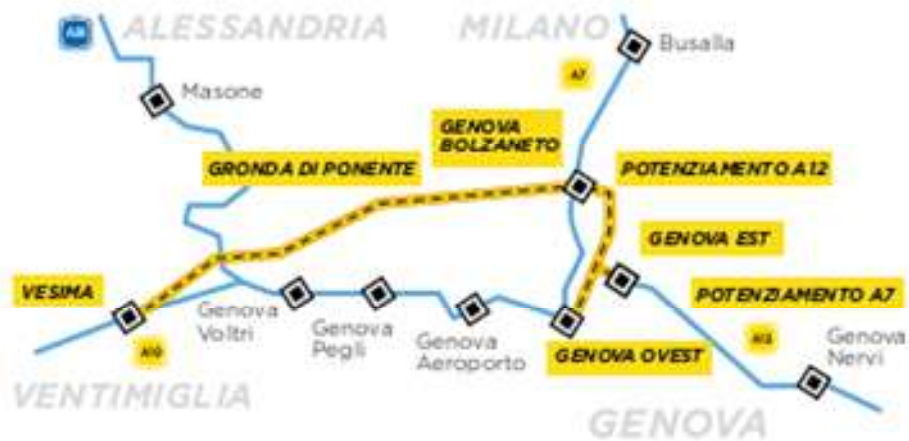 ALESSANDRIA
MILANO
Busalla
A7
Masone
GENOVA
BOLZANETO
GRONDA DI PONENTE
POTENZIAMENTO A12
GENOVA EST
VESIMA
POTENZIAMENTO A7
Genova
Voltri
Genova
Pegli
Genova
Aeroporto
GENOVA OVEST
A10
A12
Genova
Nervi
VENTIMIGLIA
GENOVA